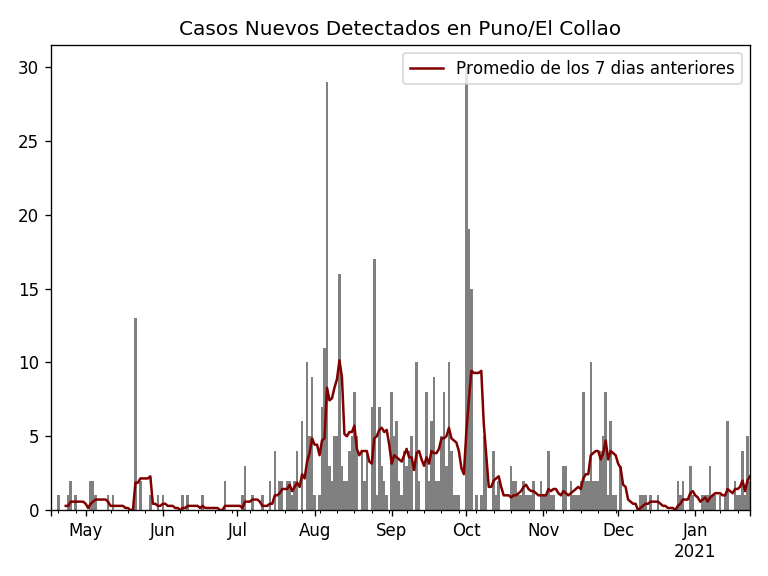 Casos Nuevos Detectados en Puno/El Collao
Promedio de los 7 dias anteriores
30
25
20
15
10
5
0
May Jun Jul Aug Sep Oct Nov Dec Jan
2021